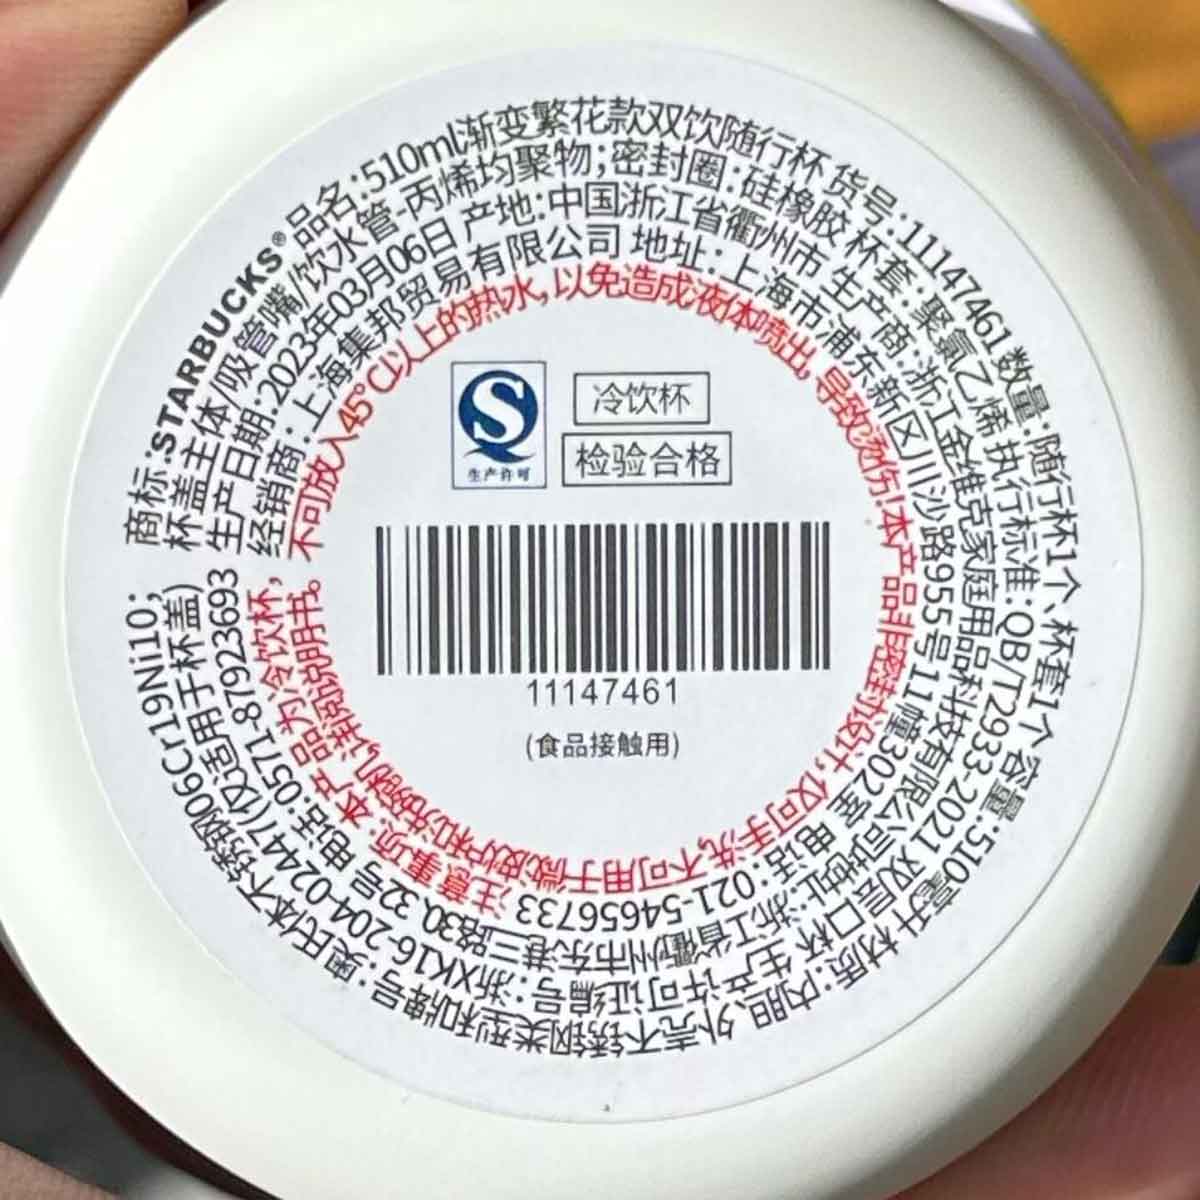 商标:STARBUCKS® 品名:510ml渐变繁花款双饮随行杯 货号:11147461 数量:随行杯1个、杯套1个 容量:510毫升 材质:内胆、外壳不锈钢类型和牌号:奥氏体不锈钢06Cr19Ni10;
杯盖主体/吸管嘴/饮水管-丙烯均聚物;密封圈:硅橡胶 杯套:聚氯乙烯 执行标准:QB/T2933-2021 双层口杯 生产许可证编号:浙XK16-204-02447(仅适用于杯盖)
生产日期:2023年03月06日 产地:中国浙江省衢州市 生产商:浙江金维克家庭用品科技有限公司 地址:浙江省衢州市东港二路30、32号 电话:0571-87923693
经销商:上海集邦贸易有限公司 地址:上海市浦东新区川沙路955号11幢302室 电话:021-54656733
注意事项:本产品为冷饮杯,
不可放入45°C以上的热水,以免造成液体喷出,导致烫伤!本产品非密封设计,仅可手洗,不可用于微波炉和洗碗机,详阅说明书。
S
生产许可
冷饮杯
检验合格
11147461
(食品接触用)